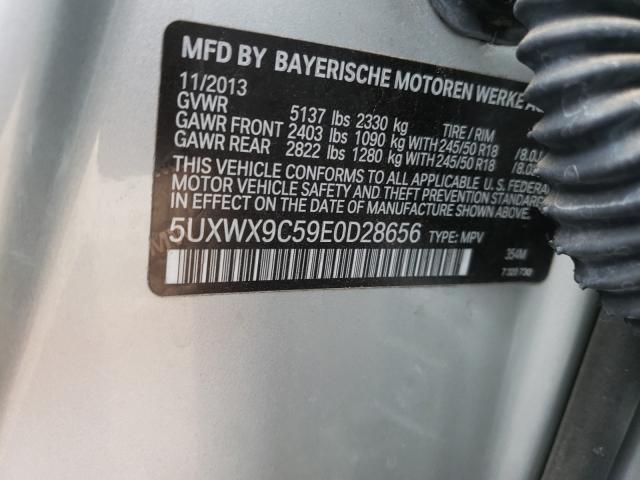 MFD BY BAYERISCHE MOTOREN WERKE
11/2013
GVWR 5137 lbs 2330 kg TIRE / RIM
GAWR FRONT 2403 lbs 1090 kg WITH 245/50 R18
GAWR REAR 2822 lbs 1280 kg WITH 245/50 R18
THIS VEHICLE CONFORMS TO ALL APPLICABLE U. S. FEDERAL
MOTOR VEHICLE SAFETY AND THEFT PREVENTION STANDARDS
IN EFFECT ON THE DATE OF MANUFACTURE SHOWN ABOVE.
5UXWX9C59E0D28656 TYPE: MPV
354M